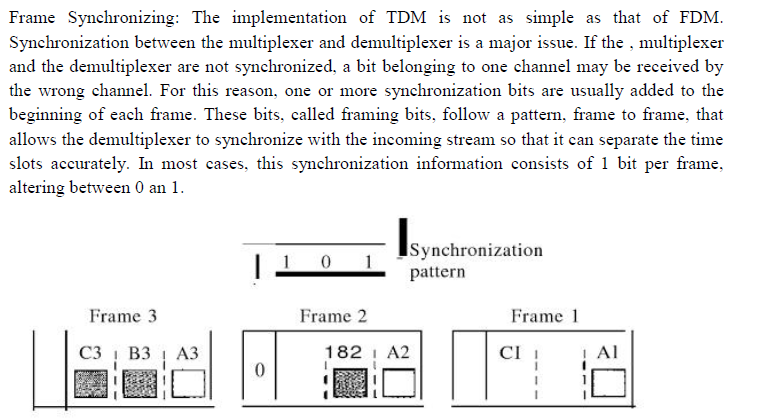 Frame Synchronizing: The implementation of TDM is not as simple as that of FDM.
Synchronization between the multiplexer and demultiplexer is a major issue. If the , multiplexer
and the demultiplexer are not synchronized, a bit belonging to one channel may be received by
the wrong channel. For this reason, one or more synchronization bits are usually added to the
beginning of each frame. These bits, called framing bits, follow a pattern, frame to frame, that
allows the demultiplexer to synchronize with the incoming stream so that it can separate the time
slots accurately. In most cases, this synchronization information consists of 1 bit per frame,
altering between 0 an 1.
1 0 1
Synchronization
pattern
Frame 3 Frame 2 Frame 1
C3 B3 A3 182 A2 CI A1
0